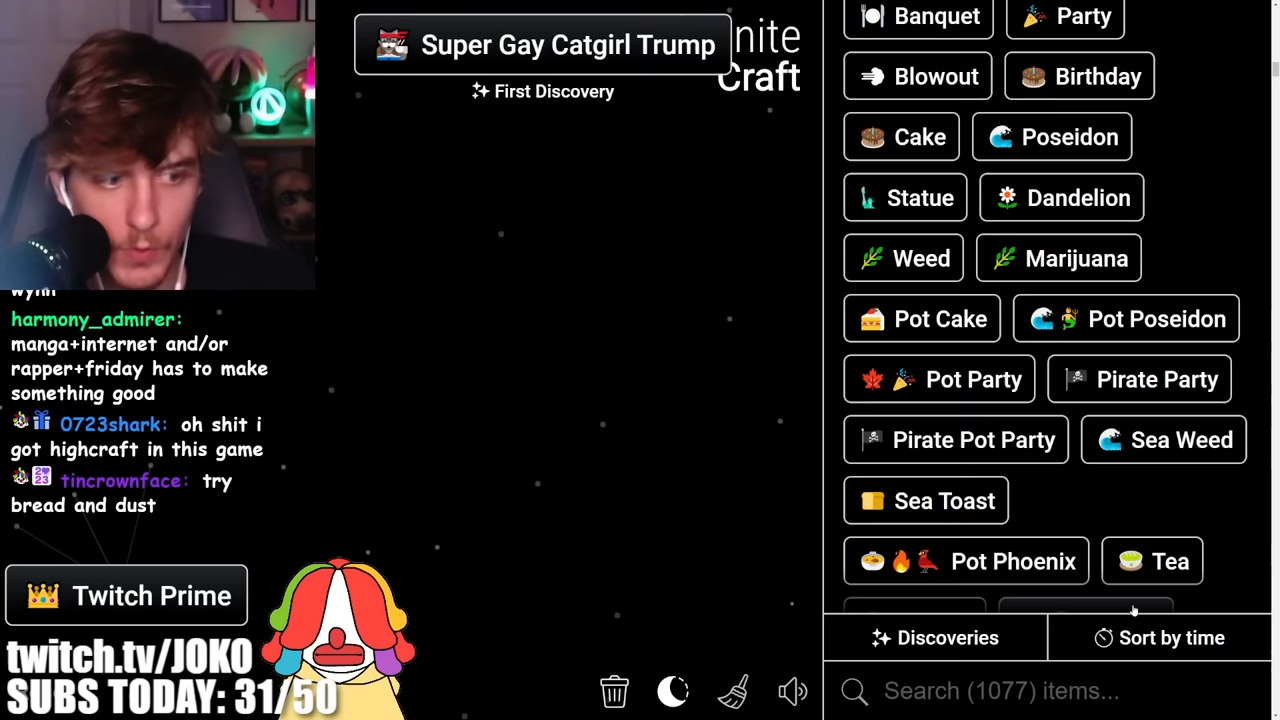 Super Gay Catgirl Trump
First Discovery
nite
Craft
Banquet
Party
Blowout
Birthday
Cake
Poseidon
Statue
Dandelion
Weed
Marijuana
Pot Cake
Pot Poseidon
Pot Party
Pirate Party
Pirate Pot Party
Sea Weed
Sea Toast
Pot Phoenix
Tea
Discoveries
Sort by time
Search (1077) items...
wynn
harmony_admirer:
manga+internet and/or
rapper+friday has to make
something good
0723shark: oh shit i
got highcraft in this game
tincrownface: try
bread and dust
Twitch Prime
twitch.tv/JOKO
SUBS TODAY: 31/50